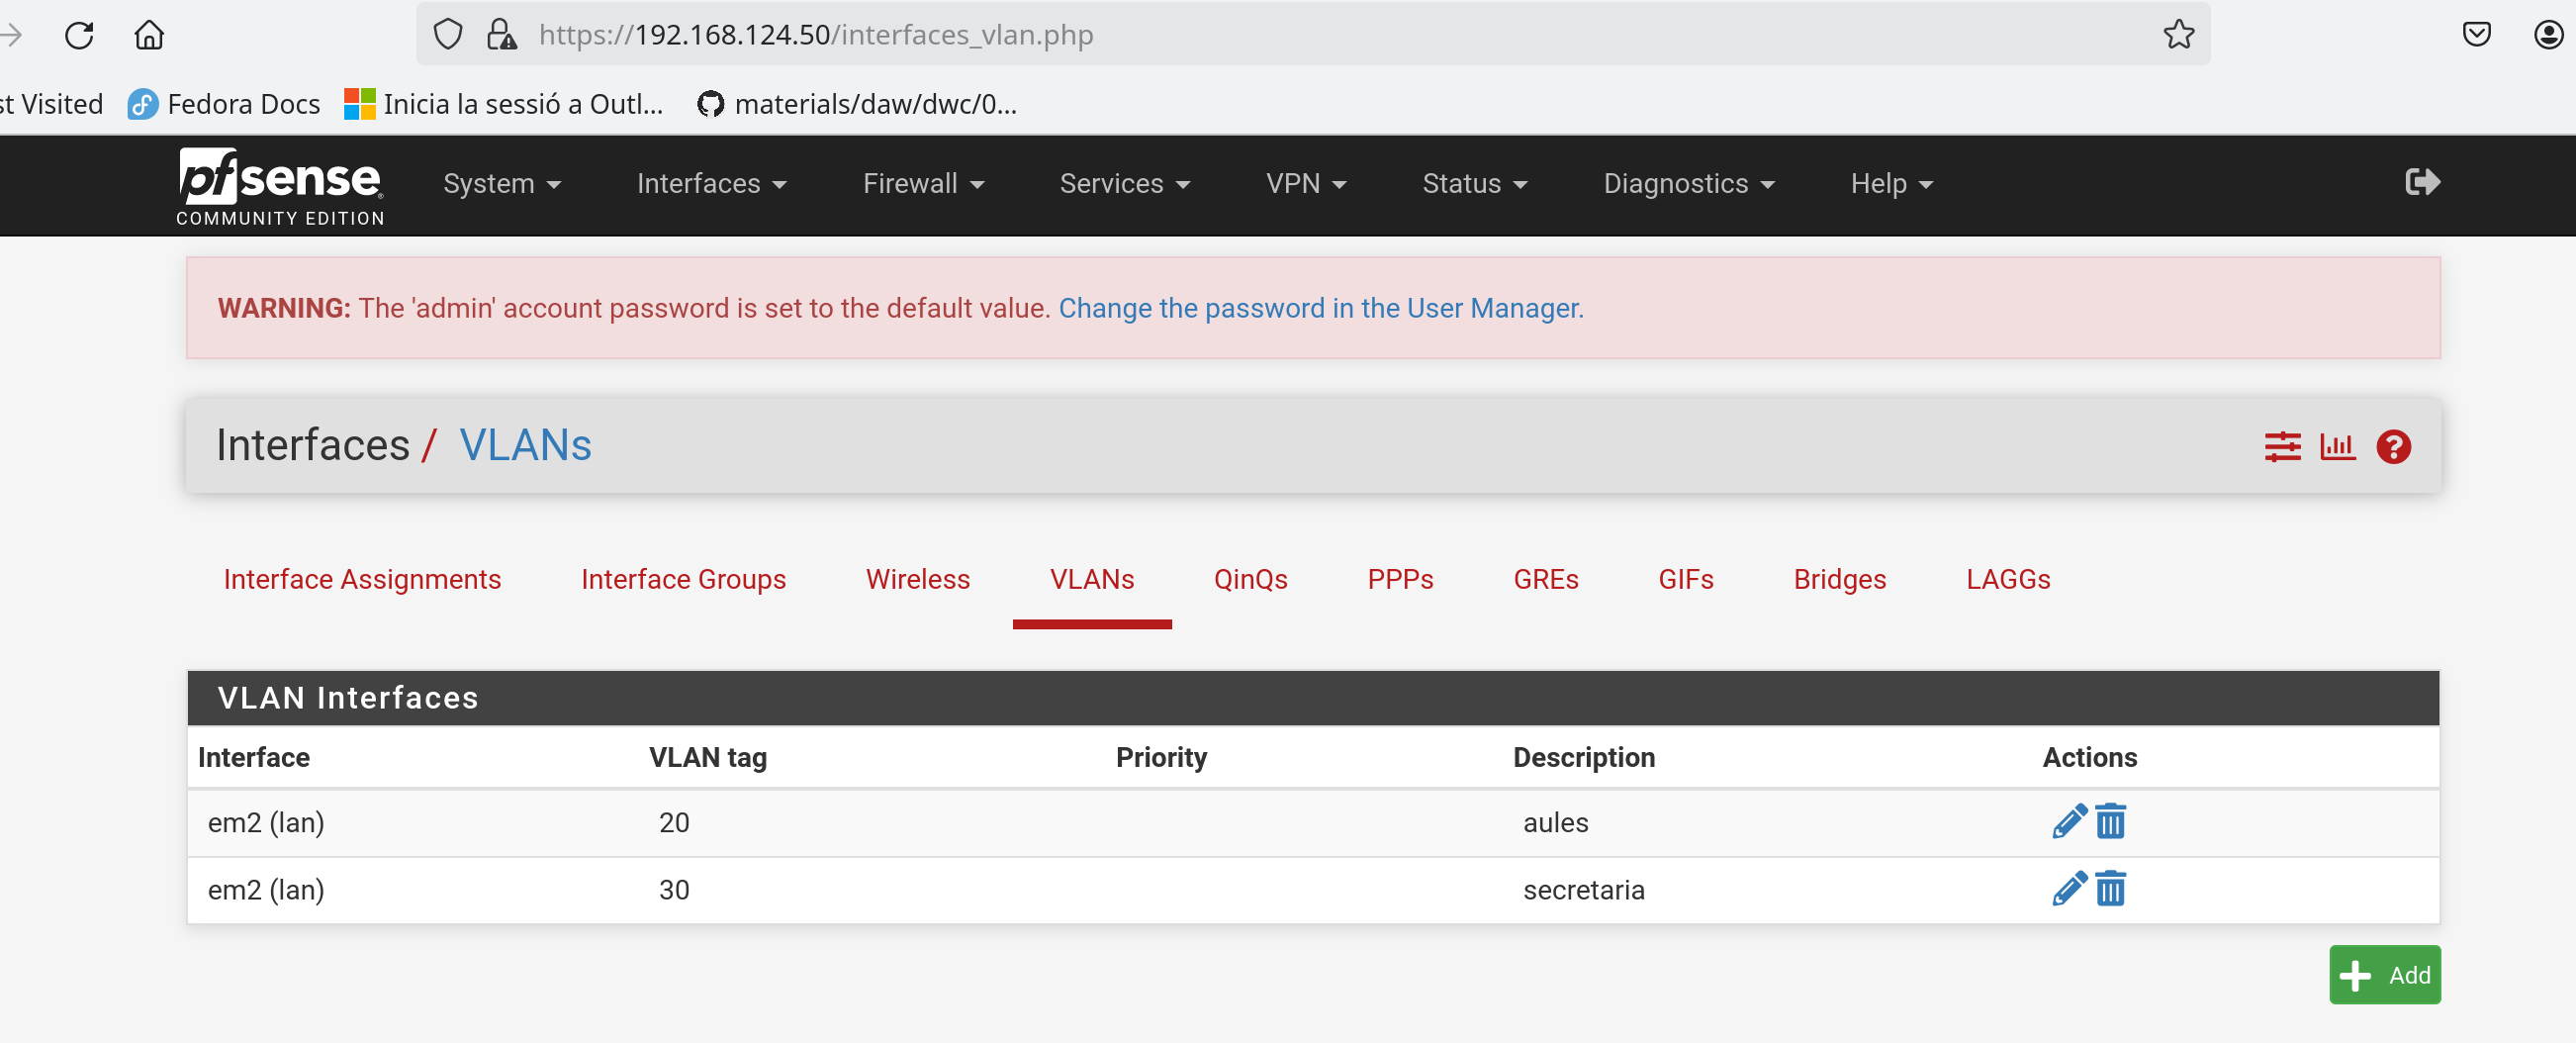 https://192.168.124.50/interfaces_vlan.php
st Visited Fedora Docs Inicia la sessió a Outl... materials/daw/dwc/0...
pfsense COMMUNITY EDITION System Interfaces Firewall Services VPN Status Diagnostics Help
WARNING: The 'admin' account password is set to the default value. Change the password in the User Manager.
Interfaces / VLANs
Interface Assignments Interface Groups Wireless VLANs QinQs PPPs GREs GIFs Bridges LAGGs
VLAN Interfaces
Interface VLAN tag Priority Description Actions
em2 (lan) 20 aules
em2 (lan) 30 secretaria
Add